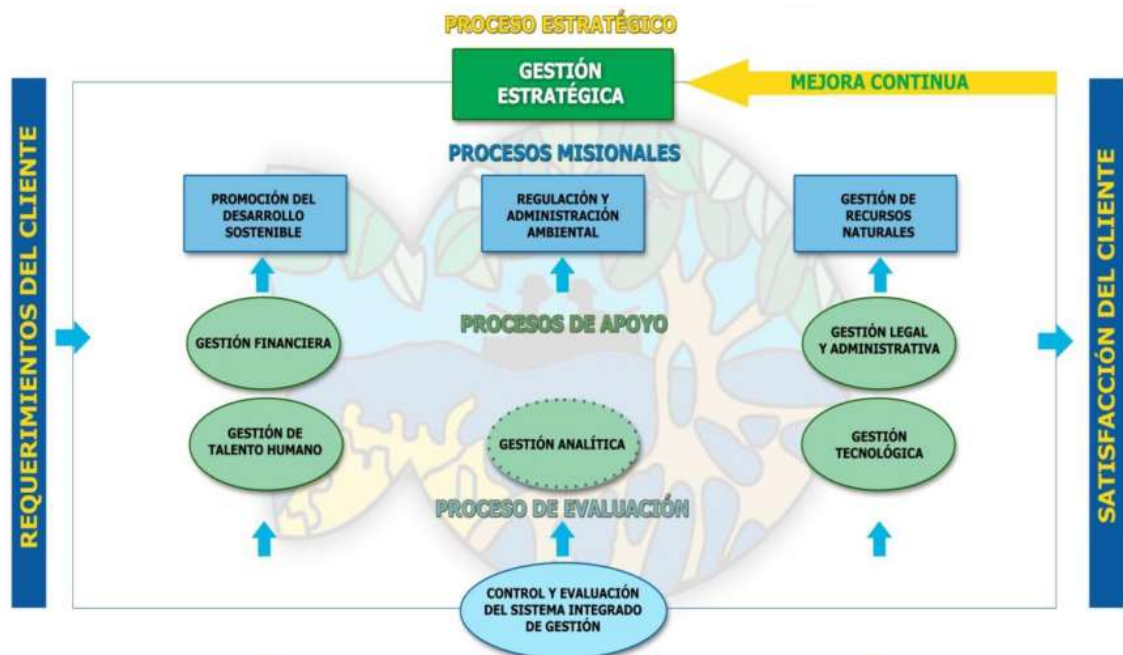 PROCESO ESTRATÉGICO
GESTIÓN
ESTRATÉGICA
MEJORA CONTINUA
REQUERIMIENTOS DEL CLIENTE
SATISFACCIÓN DEL CLIENTE
PROCESOS MISIONALES
PROMOCIÓN DEL
DESARROLLO
SOSTENIBLE
REGULACIÓN Y
ADMINISTRACIÓN
AMBIENTAL
GESTIÓN DE
RECURSOS
NATURALES
PROCESOS DE APOYO
GESTIÓN FINANCIERA
GESTIÓN LEGAL
Y ADMINISTRATIVA
GESTIÓN DE
TALENTO HUMANO
GESTIÓN ANALÍTICA
GESTIÓN
TECNOLÓGICA
PROCESO DE EVALUACIÓN
CONTROL Y EVALUACIÓN
DEL SISTEMA INTEGRADO
DE GESTIÓN